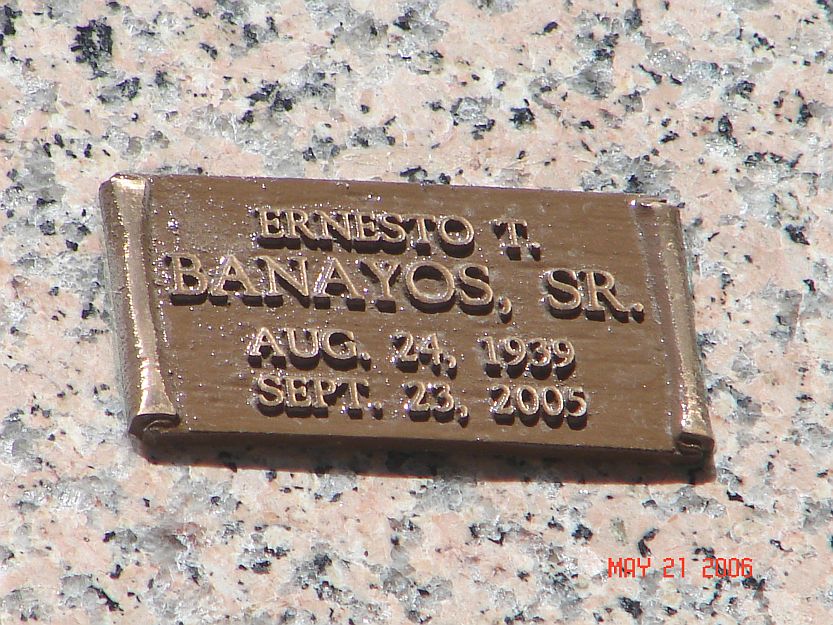 ERNESTO T.
BANAYOS, SR.
AUG. 24, 1939
SEPT. 23, 2005
MAY 21 2006